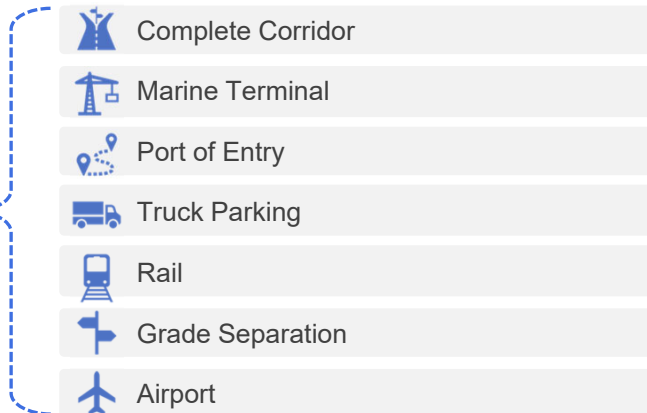 Complete Corridor
Marine Terminal
Port of Entry
Truck Parking
Rail
Grade Separation
Airport